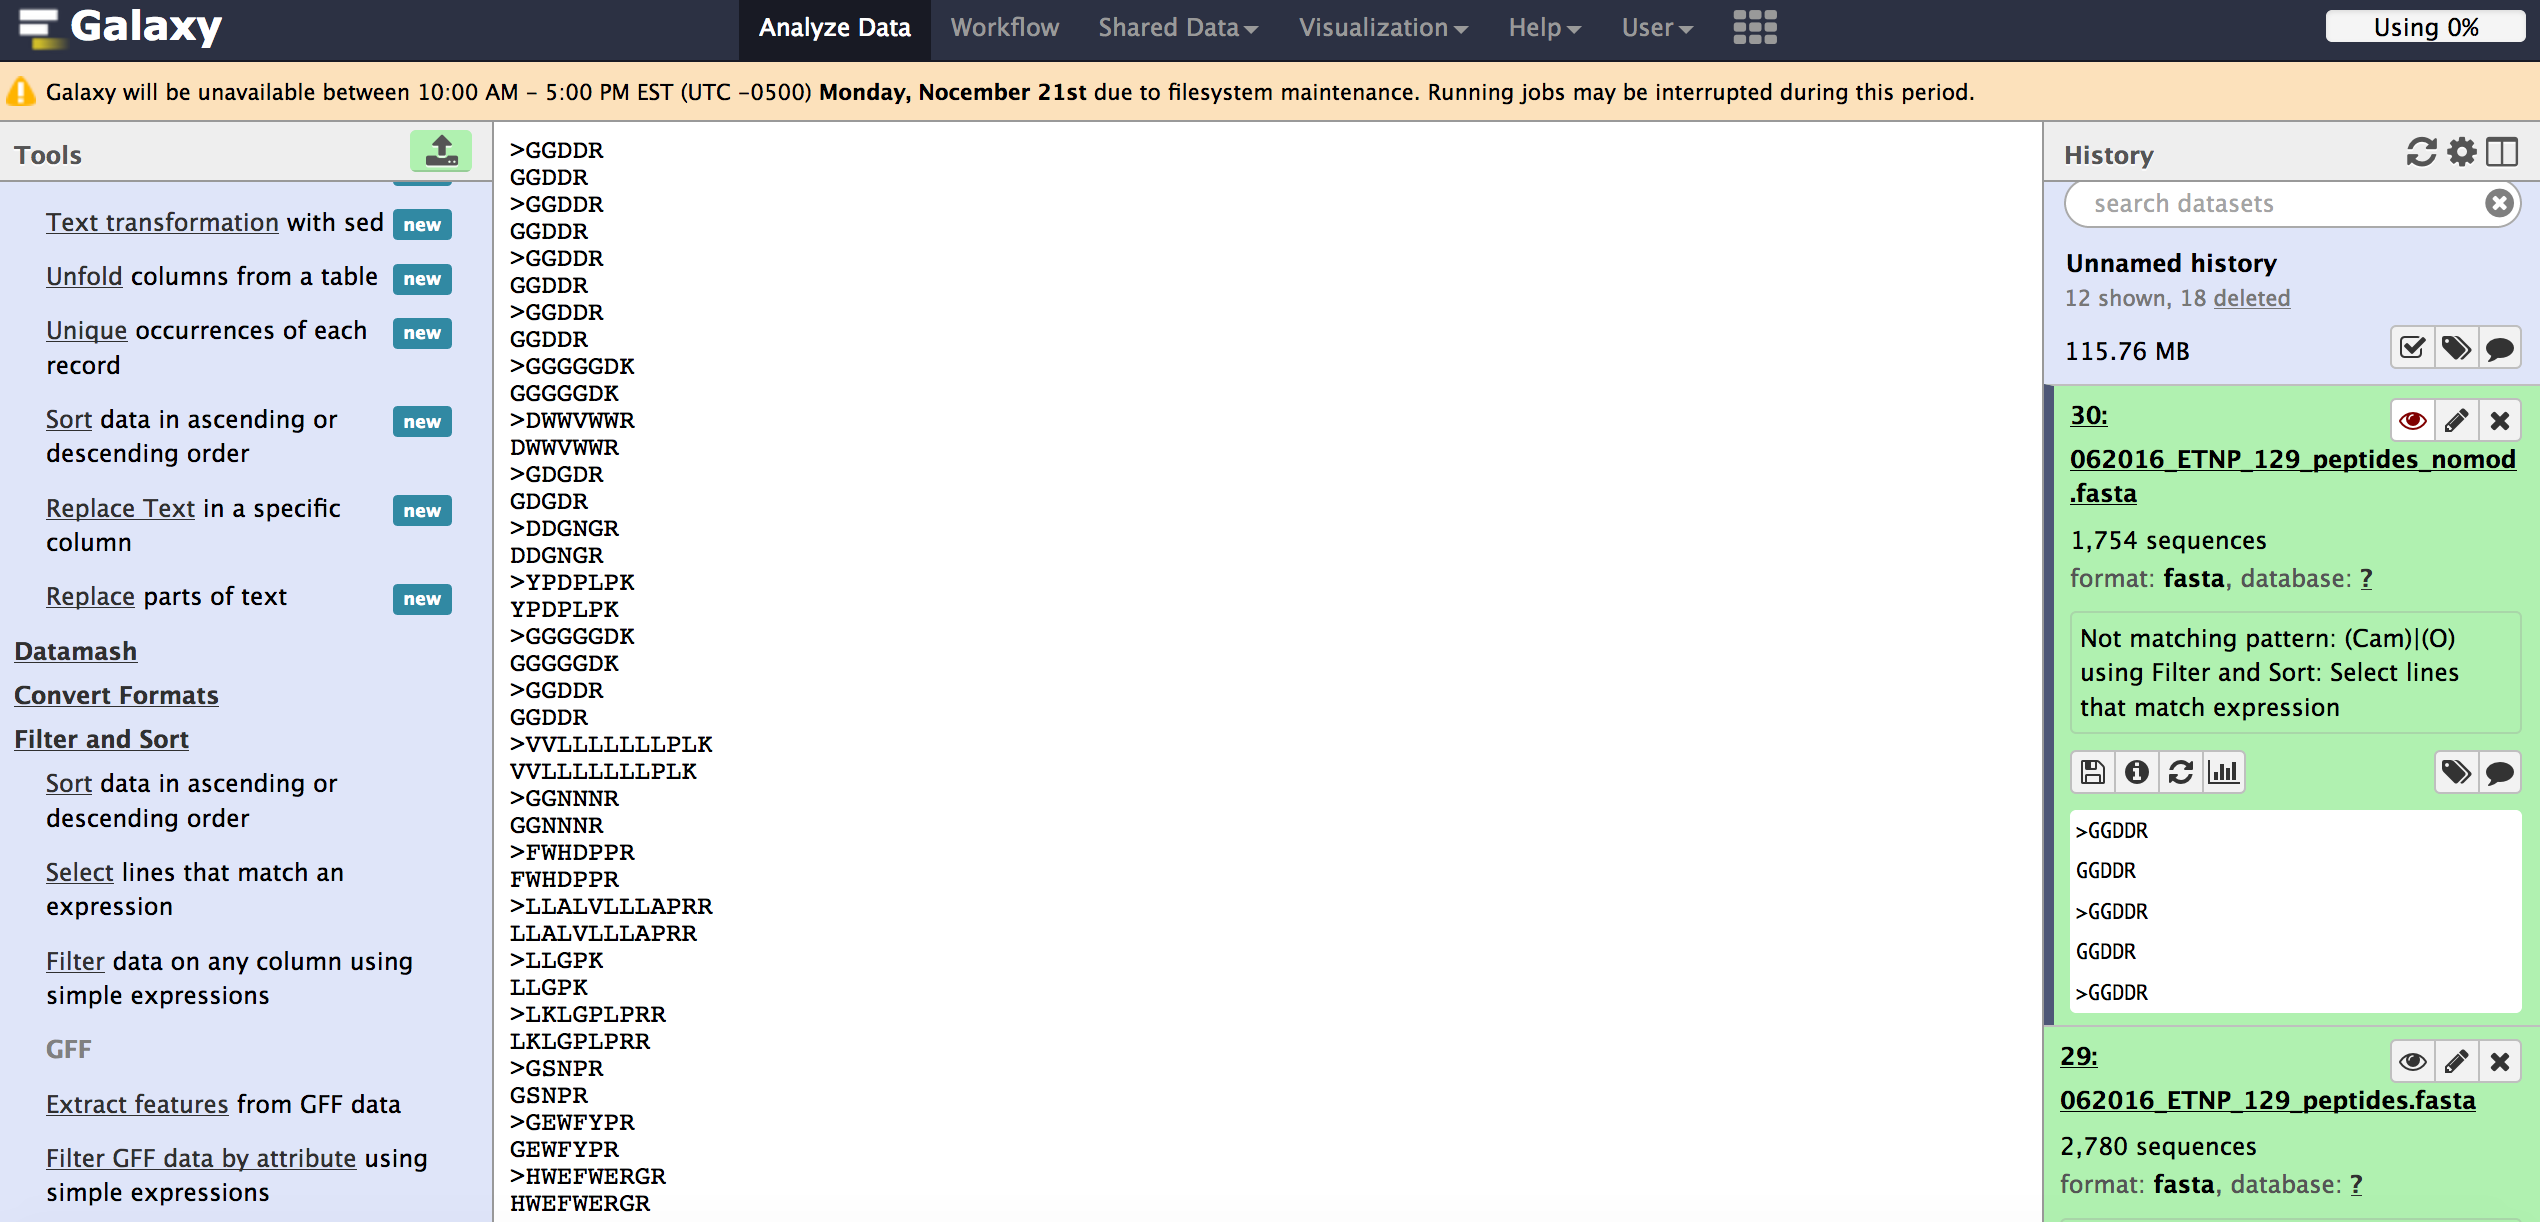 Galaxy
Analyze Data
Workflow
Shared Data
Visualization
Help
User
Using 0%
Galaxy will be unavailable between 10:00 AM - 5:00 PM EST (UTC -0500) Monday, Nocember 21st due to filesystem maintenance. Running jobs may be interrupted during this period.
Tools
Text transformation with sed new
Unfold columns from a table new
Unique occurrences of each new
record
Sort data in ascending or new
descending order
Replace Text in a specific new
column
Replace parts of text new
Datamash
Convert Formats
Filter and Sort
Sort data in ascending or
descending order
Select lines that match an
expression
Filter data on any column using
simple expressions
GFF
Extract features from GFF data
Filter GFF data by attribute using
simple expressions
>GGDDR
GGDDR
>GGDDR
GGDDR
>GGDDR
GGDDR
>GGDDR
GGDDR
>GGGGGDK
GGGGGDK
>DWWVWWR
DWWVWWR
>GDGDR
GDGDR
>DDGNGR
DDGNGR
>YPDPLPK
YPDPLPK
>GGGGGDK
GGGGGDK
>GGDDR
GGDDR
>VVLLLLLLLPLK
VVLLLLLLLPLK
>GGNNNR
GGNNNR
>FWHDPPR
FWHDPPR
>LLALVLLLAPRR
LLALVLLLAPRR
>LLGPK
LLGPK
>LKLGPLPRR
LKLGPLPRR
>GSNPR
GSNPR
>GEWFYPR
GEWFYPR
>HWEFWERGR
HWEFWERGR
History
search datasets
Unnamed history
12 shown, 18 deleted
115.76 MB
30:
062016_ETNP_129_peptides_nomod
.fasta
1,754 sequences
format: fasta, database: ?
Not matching pattern: (Cam)|(O)
using Filter and Sort: Select lines
that match expression
>GGDDR
GGDDR
>GGDDR
GGDDR
>GGDDR
29:
062016_ETNP_129_peptides.fasta
2,780 sequences
format: fasta, database: ?